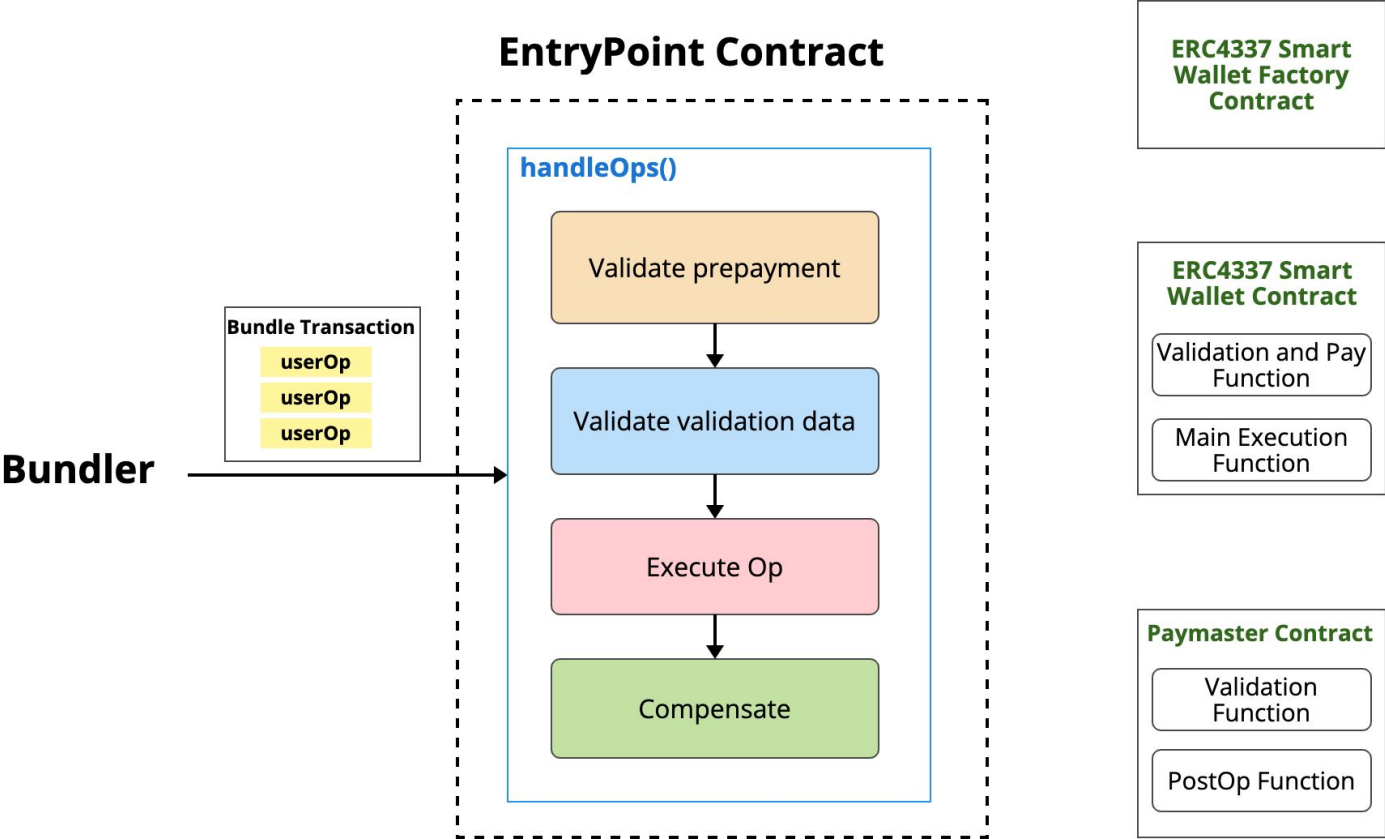 EntryPoint Contract
handleOps()
Validate prepayment
Validate validation data
Execute Op
Compensate
Bundle Transaction
userOp
userOp
userOp
Bundler
ERC4337 Smart
Wallet Factory
Contract
ERC4337 Smart
Wallet Contract
Validation and Pay
Function
Main Execution
Function
Paymaster Contract
Validation
Function
PostOp Function